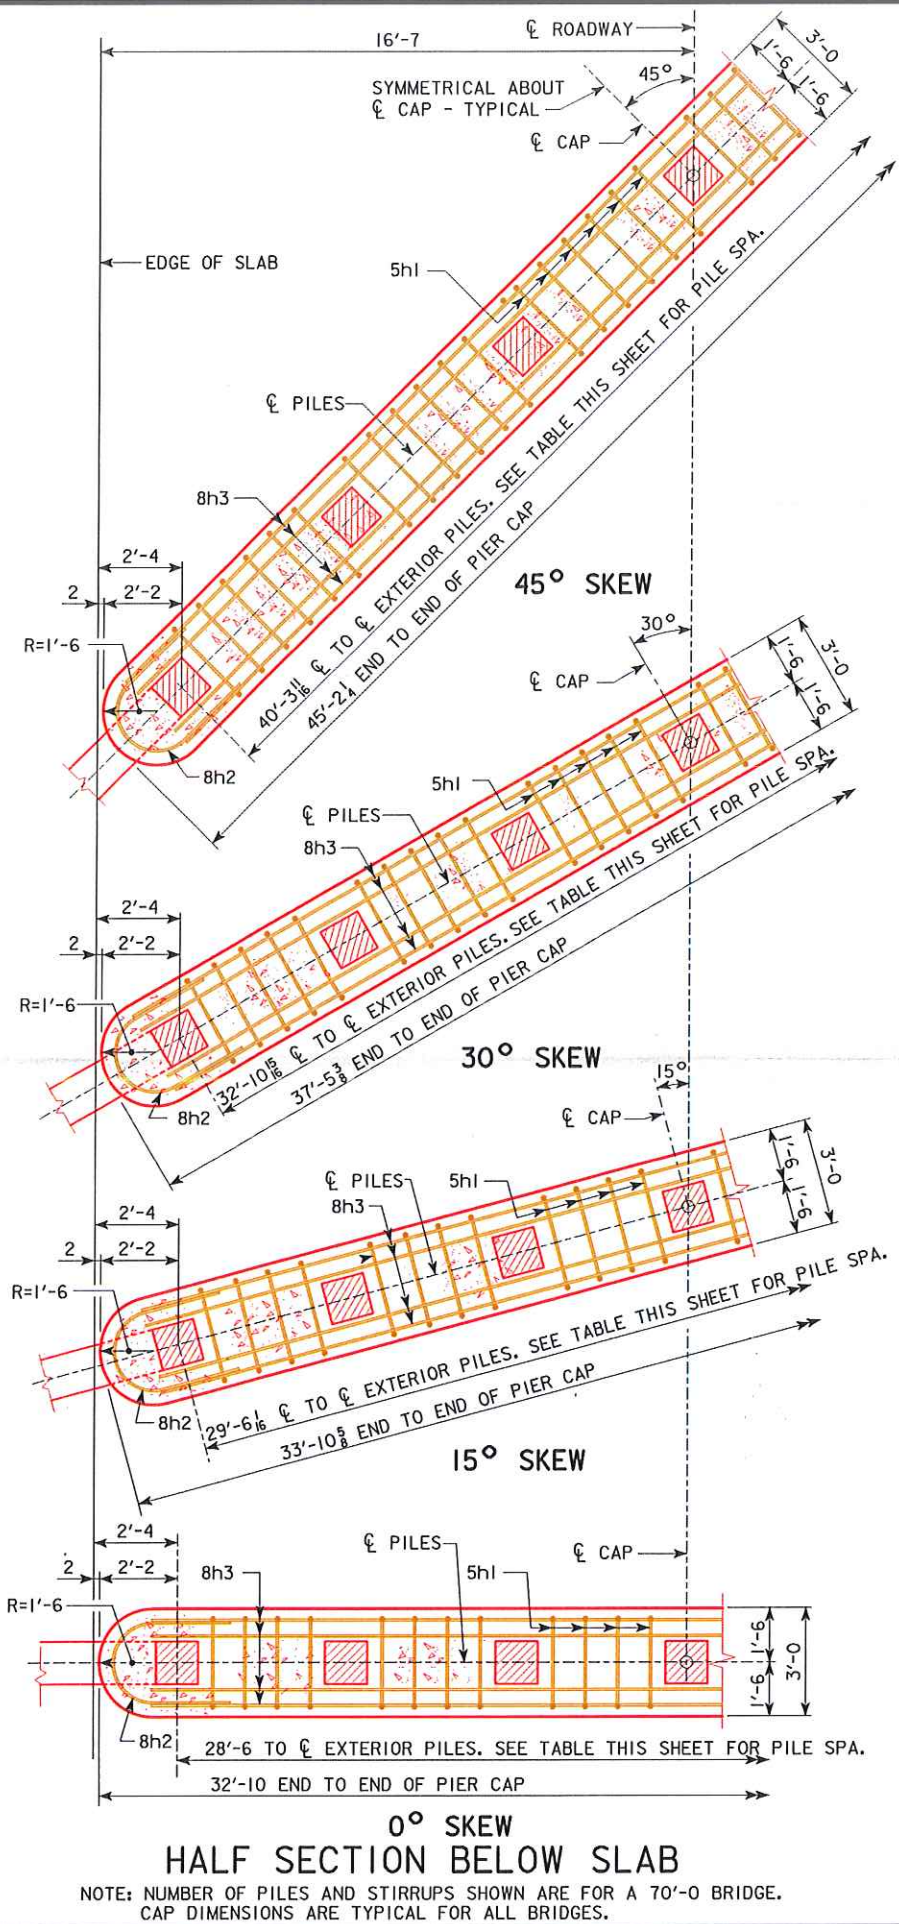 16'-7
℄ ROADWAY
3'-0
1'-6
1'-6
45°
SYMMETRICAL ABOUT
℄ CAP - TYPICAL
℄ CAP
EDGE OF SLAB
5h1
℄ PILES
8h3
2'-4
2
2'-2
R=1'-6
8h2
40'-3 11/16 ℄ TO ℄ EXTERIOR PILES. SEE TABLE THIS SHEET FOR PILE SPA.
45'-2 1/4 END TO END OF PIER CAP
45° SKEW
30°
℄ CAP
1'-6
3'-0
1'-6
5h1
℄ PILES
8h3
2'-4
2
2'-2
R=1'-6
8h2
32'-10 15/16 ℄ TO ℄ EXTERIOR PILES. SEE TABLE THIS SHEET FOR PILE SPA.
37'-5 3/8 END TO END OF PIER CAP
30° SKEW
15°
℄ CAP
1'-6
3'-0
1'-6
℄ PILES
5h1
8h3
2'-4
2
2'-2
R=1'-6
8h2
29'-6 1/16 ℄ TO ℄ EXTERIOR PILES. SEE TABLE THIS SHEET FOR PILE SPA.
33'-10 5/8 END TO END OF PIER CAP
15° SKEW
2'-4
℄ PILES
℄ CAP
2
2'-2
8h3
5h1
R=1'-6
1'-6
3'-0
1'-6
8h2
28'-6 TO ℄ EXTERIOR PILES. SEE TABLE THIS SHEET FOR PILE SPA.
32'-10 END TO END OF PIER CAP
0° SKEW
HALF SECTION BELOW SLAB
NOTE: NUMBER OF PILES AND STIRRUPS SHOWN ARE FOR A 70'-0 BRIDGE.
CAP DIMENSIONS ARE TYPICAL FOR ALL BRIDGES.